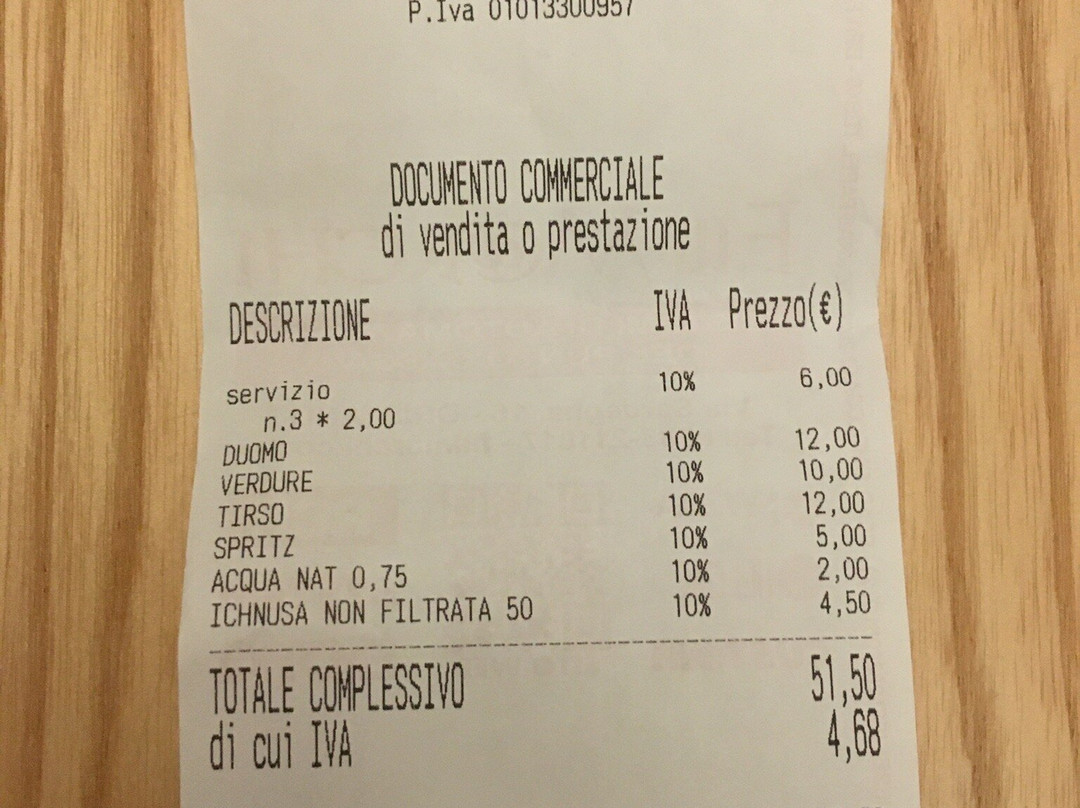 P.Iva 01013300957
DOCUMENTO COMMERCIALE
di vendita o prestazione
DESCRIZIONE IVA Prezzo(€)
servizio 10% 6,00
n.3 * 2,00
DUOMO 10% 12,00
VERDURE 10% 10,00
TIRSO 10% 12,00
SPRITZ 10% 5,00
ACQUA NAT 0,75 10% 2,00
ICHNUSA NON FILTRATA 50 10% 4,50
TOTALE COMPLESSIVO 51,50
di cui IVA 4,68